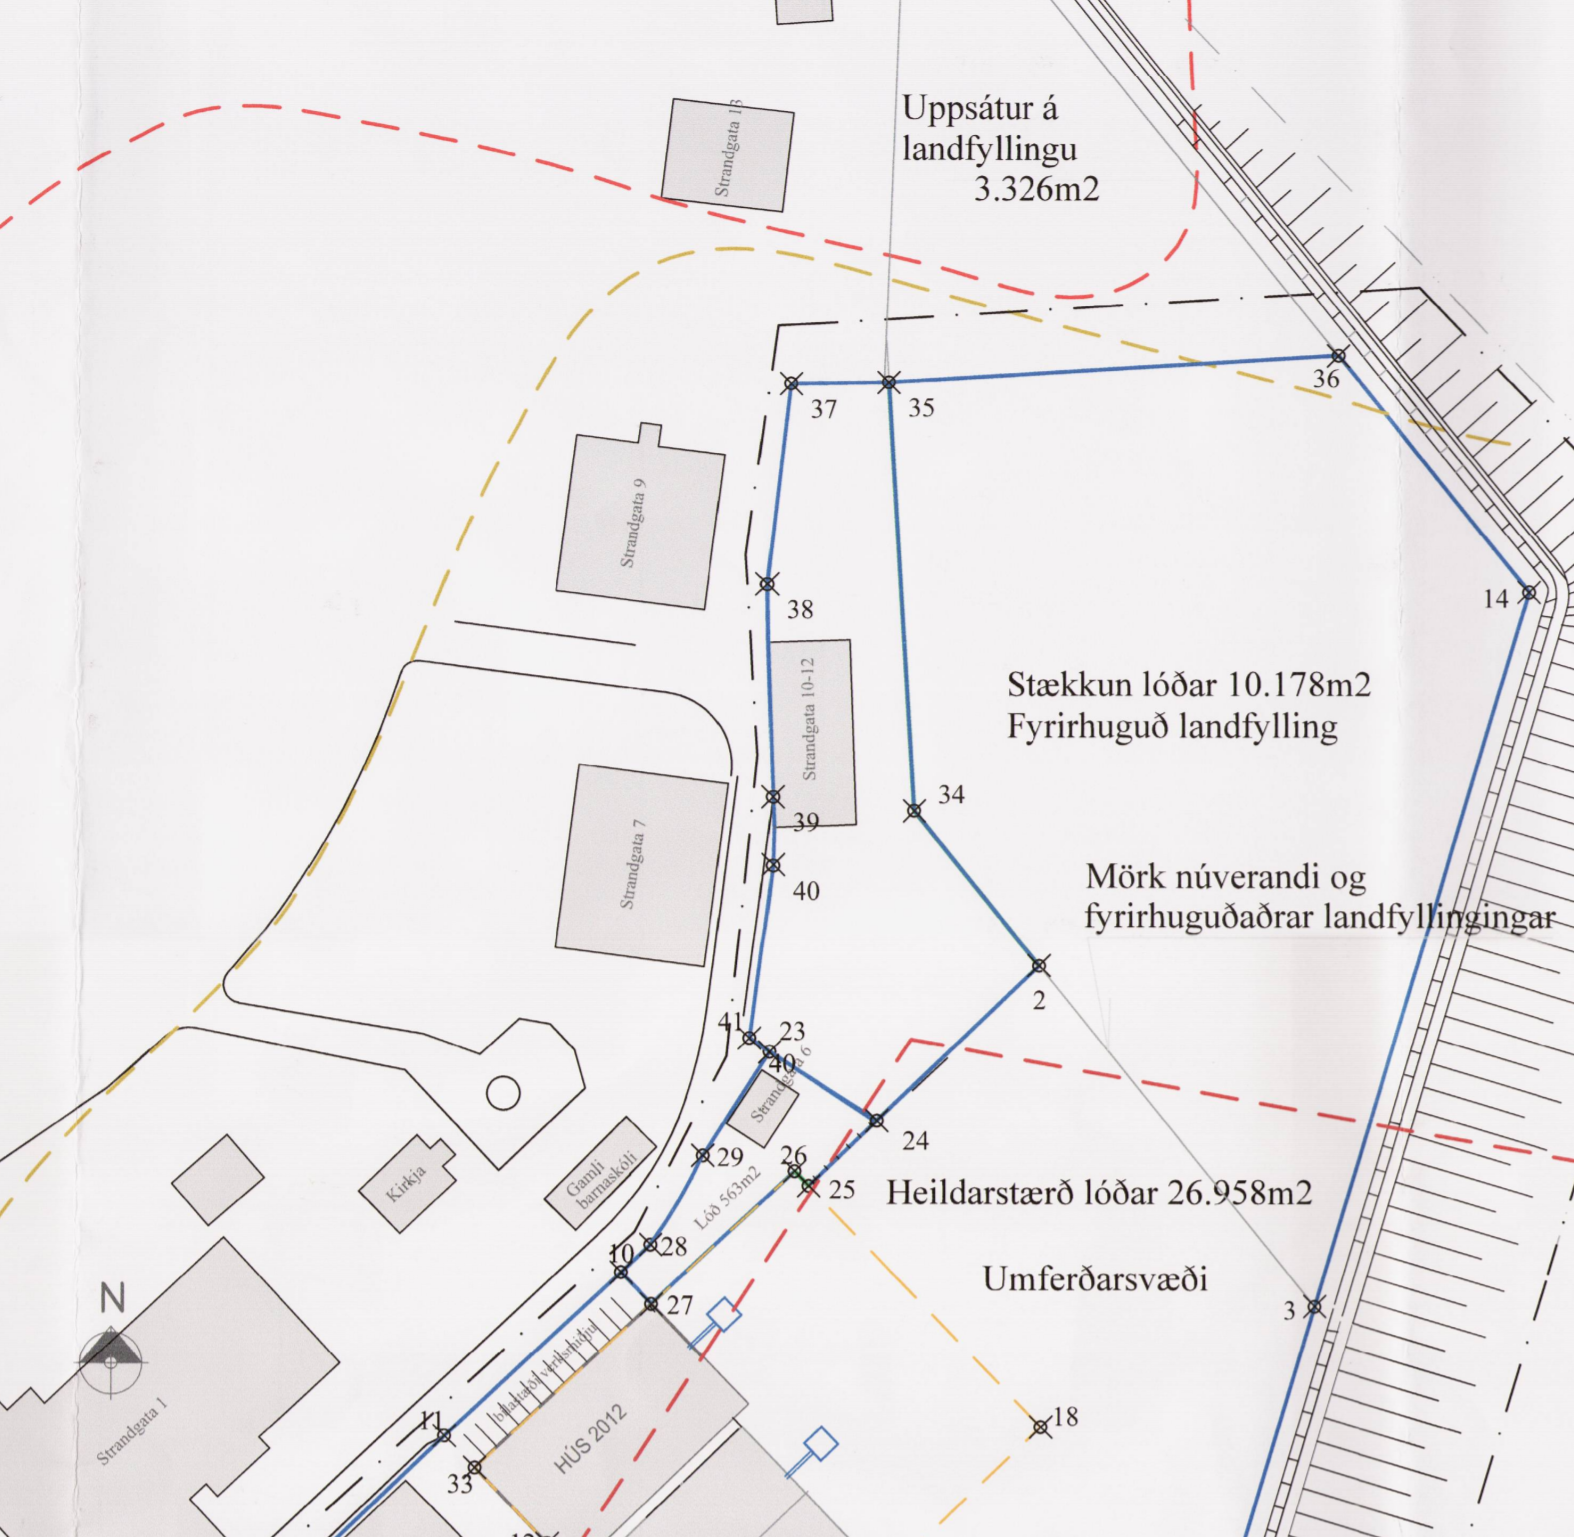 Strandgata 13
Uppsátur á
landfyllingu
3.326m2
36
37
35
Strandgata 9
38
14
Strandgata 10-12
Stækkun lóðar 10.178m2
Fyrirhuguð landfylling
34
39
Strandgata 7
40
Mörk núverandi og
fyrirhuguðaðrar landfyllingingar
2
41
23
40
Strandgata 6
24
29
26
25
Kirkja
Gamli
barnaskóli
Lóð 563m2
Heildarstærð lóðar 26.958m2
28
10
Umferðarsvæði
27
3
N
bílastæði verksmiðju
Strandgata 1
11
HÚS 2012
18
33